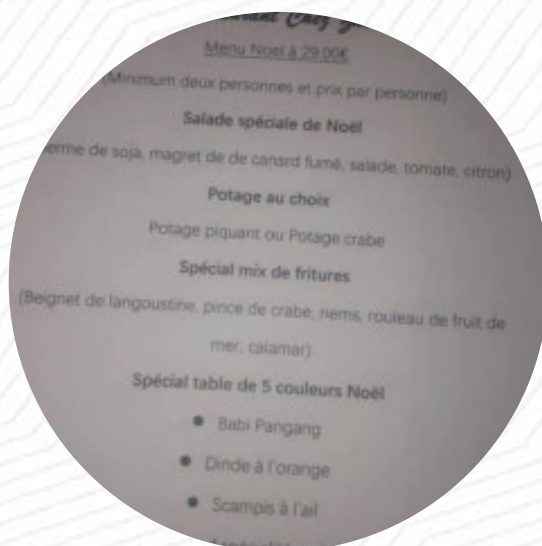 Chez
Menu Noel à 29.00€
(Minimum deux personnes et prix par personne)
Salade spéciale de Noël
de soja, magret de de canard fumé, salade, tomate, citron)
Potage au choix
Potage piquant ou Potage crabe
Spécial mix de fritures
(Beignet de langoustine, pince de crabe, nems, rouleau de fruit de
mer, calamar)
Spécial table de 5 couleurs Noël
● Babi Pangang
● Dinde à l'orange
● Scampis à l'ail